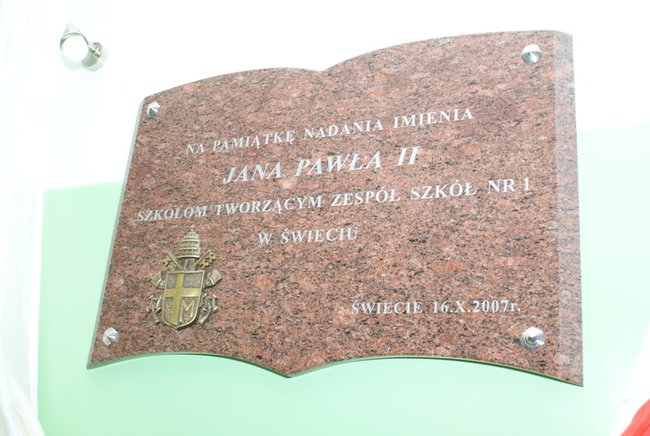 NA PAMIĄTKĘ NADANIA IMIENIA
JANA PAWŁA II
SZKOŁOM TWORZĄCYM ZESPÓŁ SZKÓŁ NR 1
W ŚWIECIU
M
ŚWIECIE 16.X.2007r.